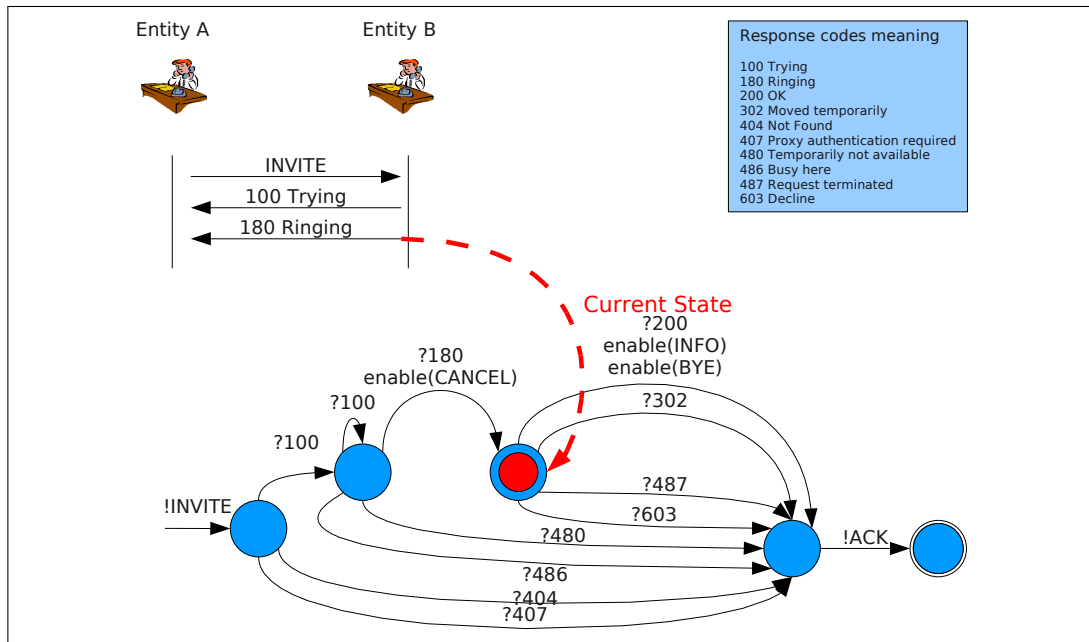 Entity A
Entity B
Response codes meaning
100 Trying
180 Ringing
200 OK
302 Moved temporarily
404 Not Found
407 Proxy authentication required
480 Temporarily not available
486 Busy here
487 Request terminated
603 Decline
INVITE
100 Trying
180 Ringing
Current State
?200
enable(INFO)
enable(BYE)
?180
enable(CANCEL)
?302
?100
?100
?487
!INVITE
?603
?480
!ACK
?486
?404
?407